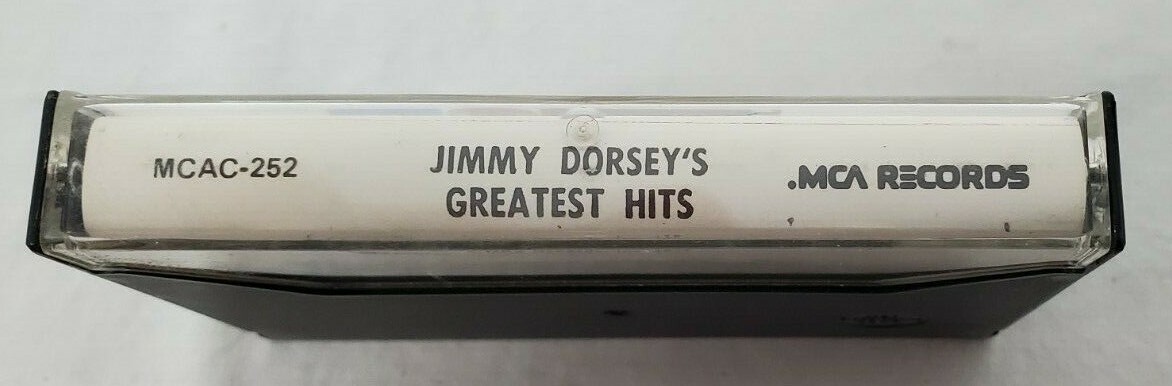 MCAC-252
JIMMY DORSEY'S
GREATEST HITS
.MCA RECORDS